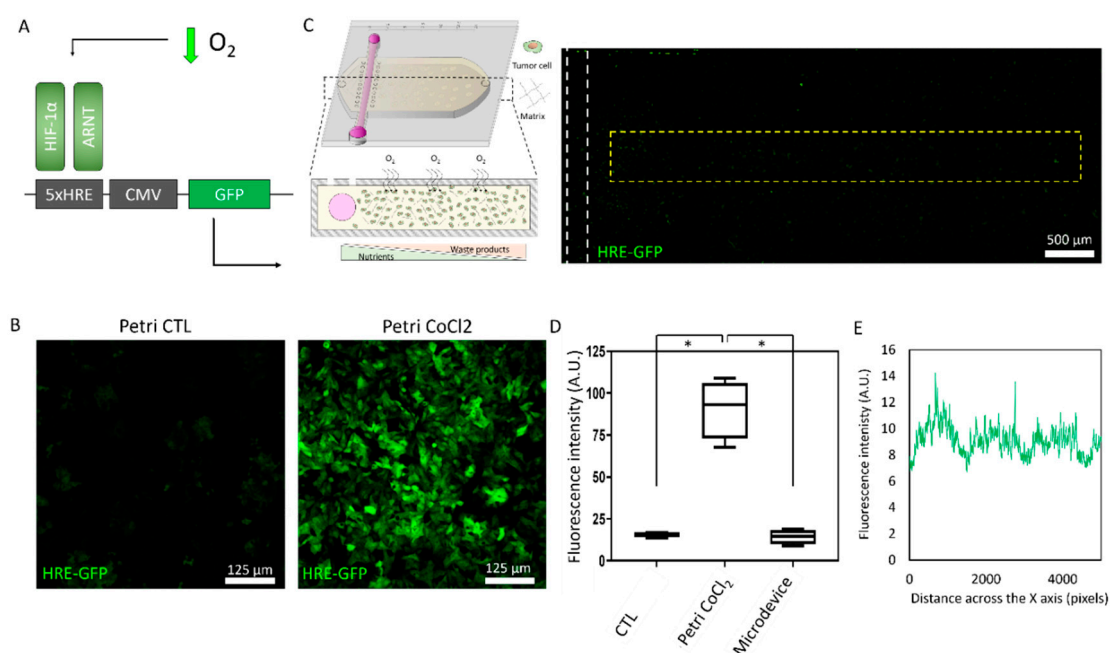 A
O2
HIF-1α
ARNT
5xHRE
CMV
GFP
C
Tumor cell
Matrix
O2
O2
O2
Waste products
Nutrients
HRE-GFP
500 µm
B
Petri CTL
Petri CoCl2
HRE-GFP
125 µm
HRE-GFP
125 µm
D
*
*
Fluorescence intensity (A.U.)
125
100
75
50
25
0
CTL
Petri CoCl2
Microdevice
E
Fluorescence intenisty (A.U.)
16
14
12
10
8
6
4
2
0
0
2000
4000
Distance across the X axis (pixels)